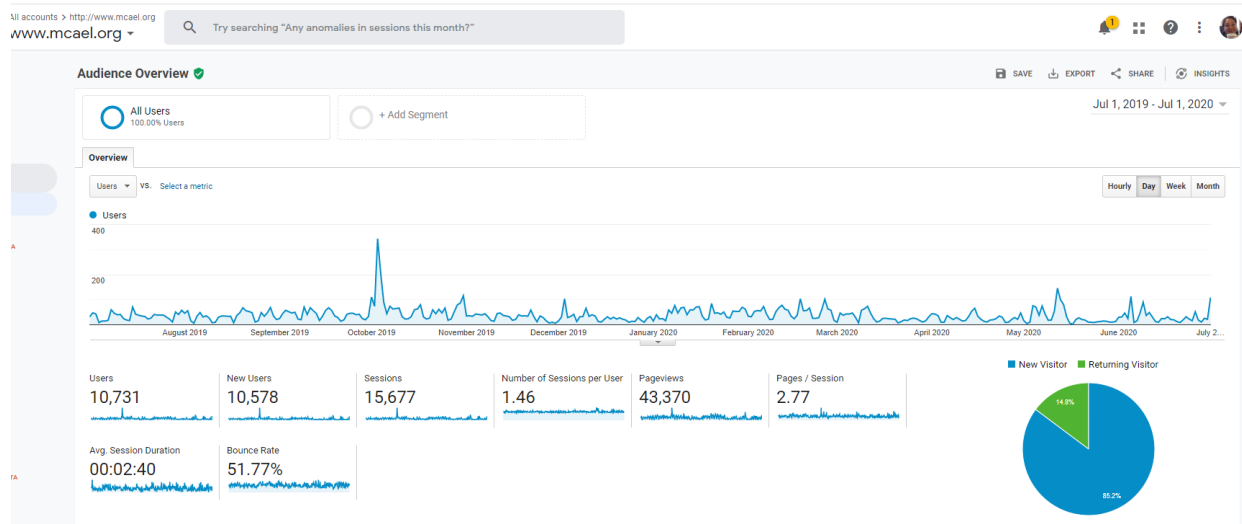 All accounts > http://www.mcael.org
www.mcael.org
Try searching “Any anomalies in sessions this month?”
1
Audience Overview
SAVE
EXPORT
SHARE
INSIGHTS
All Users
100.00% Users
+ Add Segment
Jul 1, 2019 - Jul 1, 2020
Overview
Users
VS.
Select a metric
Hourly
Day
Week
Month
Users
400
200
August 2019
September 2019
October 2019
November 2019
December 2019
January 2020
February 2020
March 2020
April 2020
May 2020
June 2020
July 2...
New Visitor
Returning Visitor
Users
10,731
New Users
10,578
Sessions
15,677
Number of Sessions per User
1.46
Pageviews
43,370
Pages / Session
2.77
14.8%
85.2%
Avg. Session Duration
00:02:40
Bounce Rate
51.77%